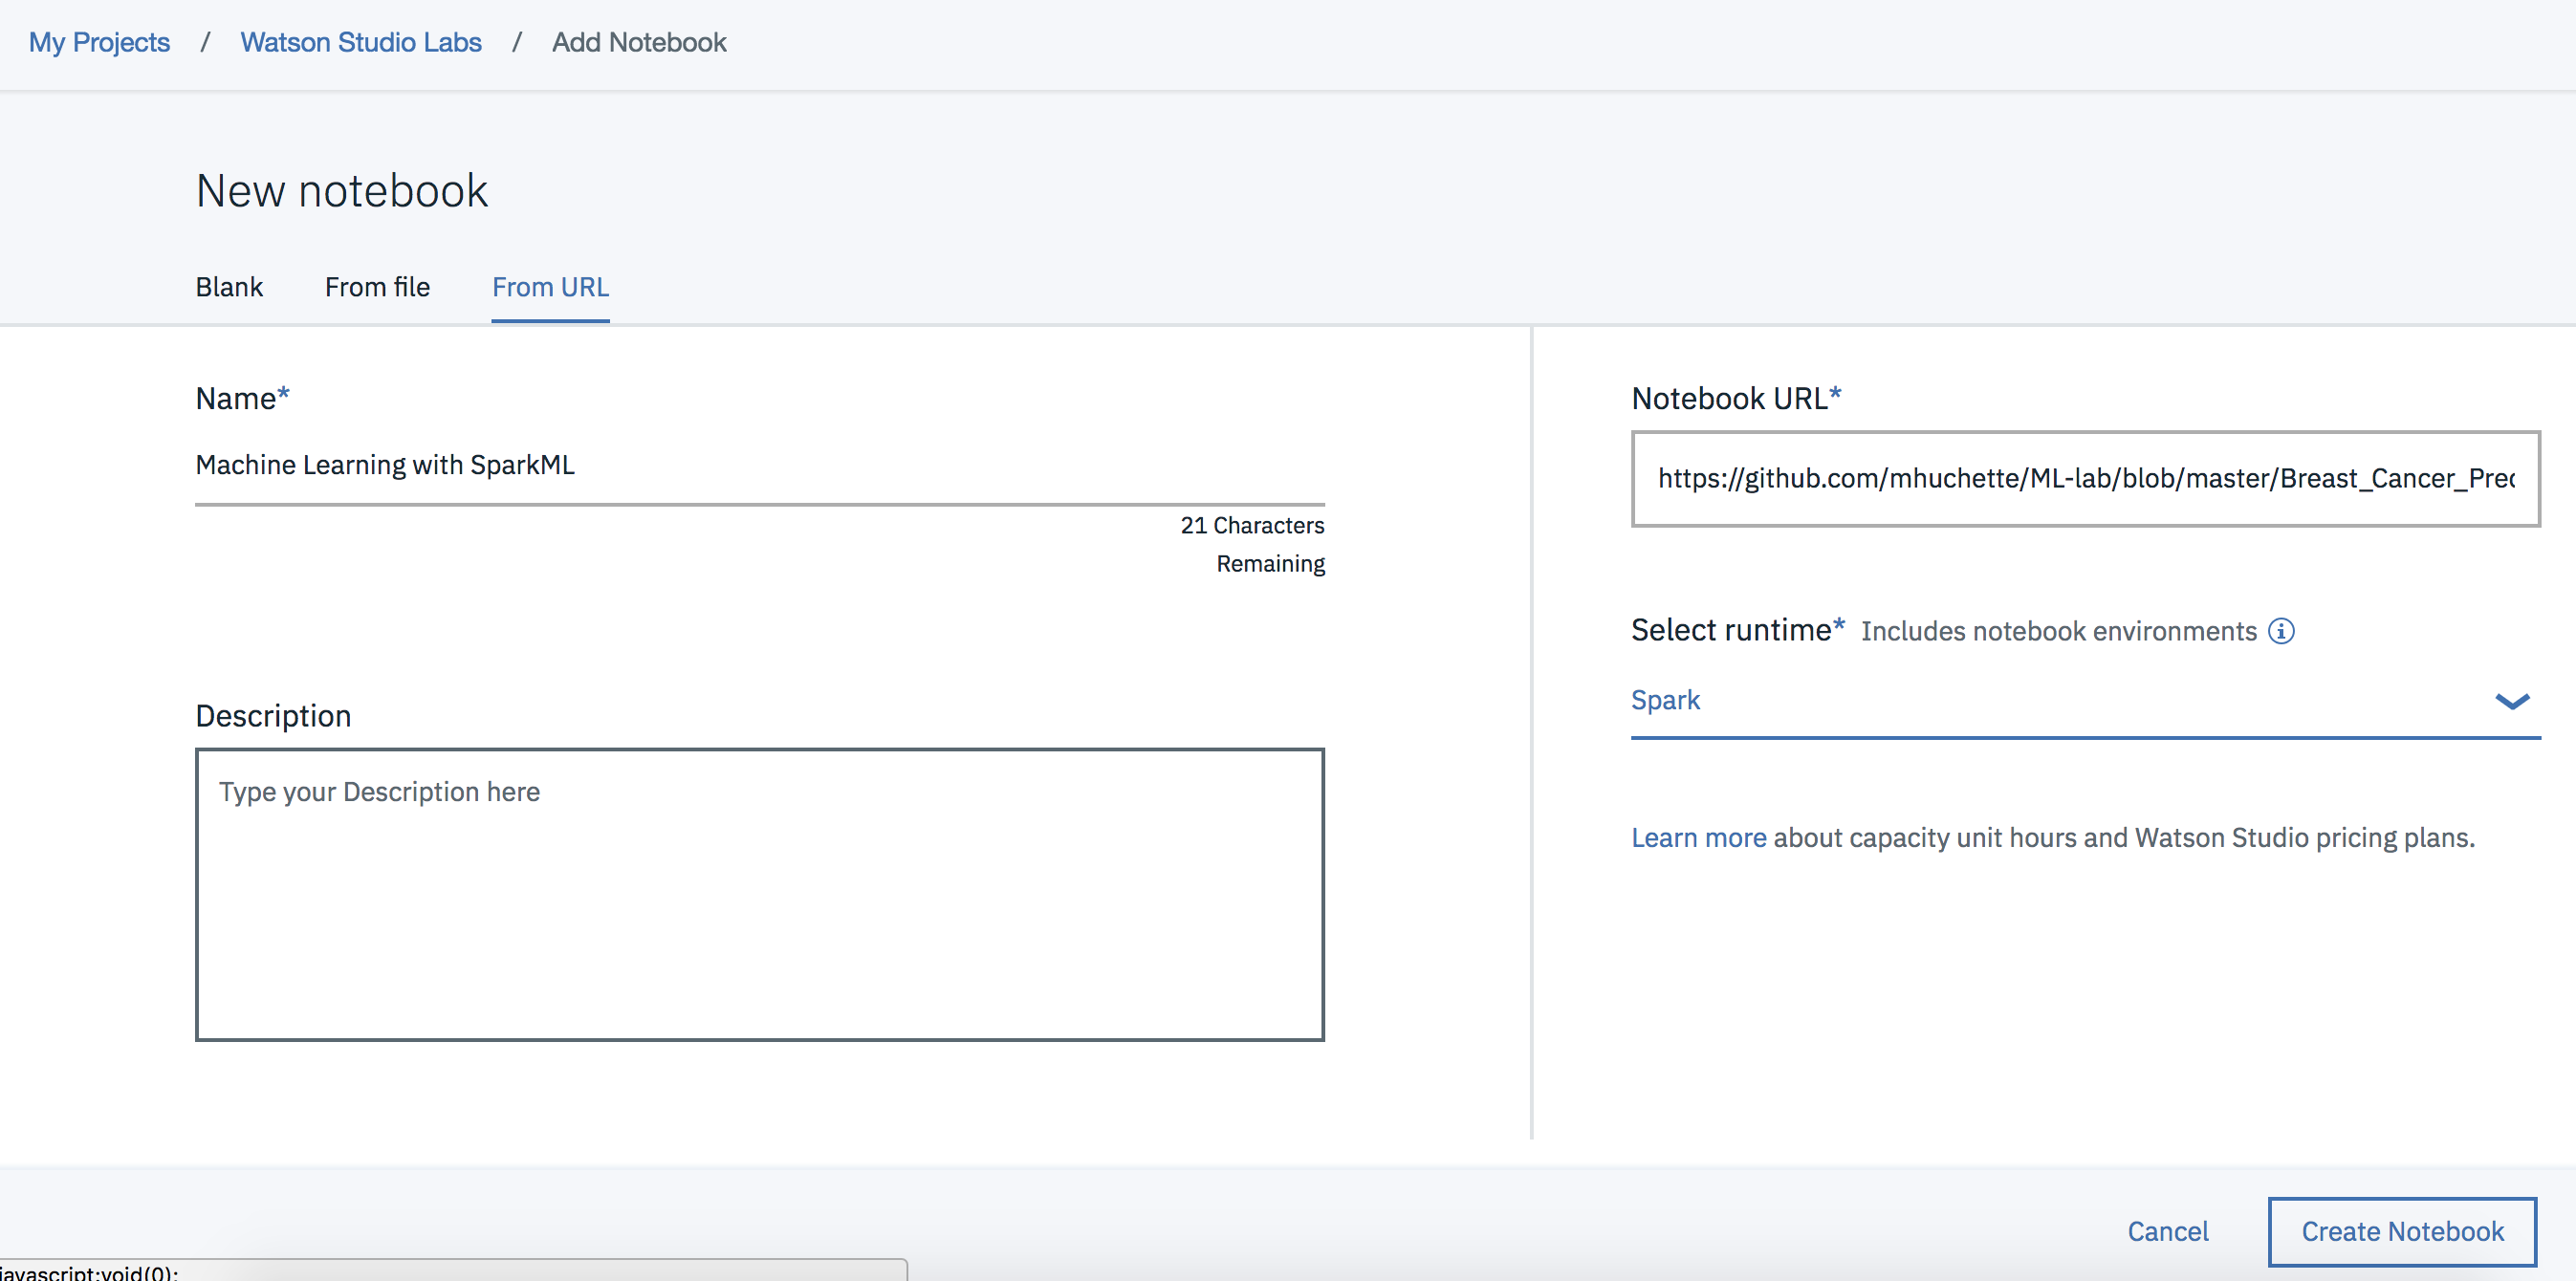 My Projects / Watson Studio Labs / Add Notebook
New notebook
Blank From file From URL
Name*
Machine Learning with SparkML
21 Characters
Remaining
Description
Type your Description here
Notebook URL*
https://github.com/mhuchette/ML-lab/blob/master/Breast_Cancer_Prec
Select runtime* Includes notebook environments
Spark
Learn more about capacity unit hours and Watson Studio pricing plans.
Cancel Create Notebook
javascript:void(0);